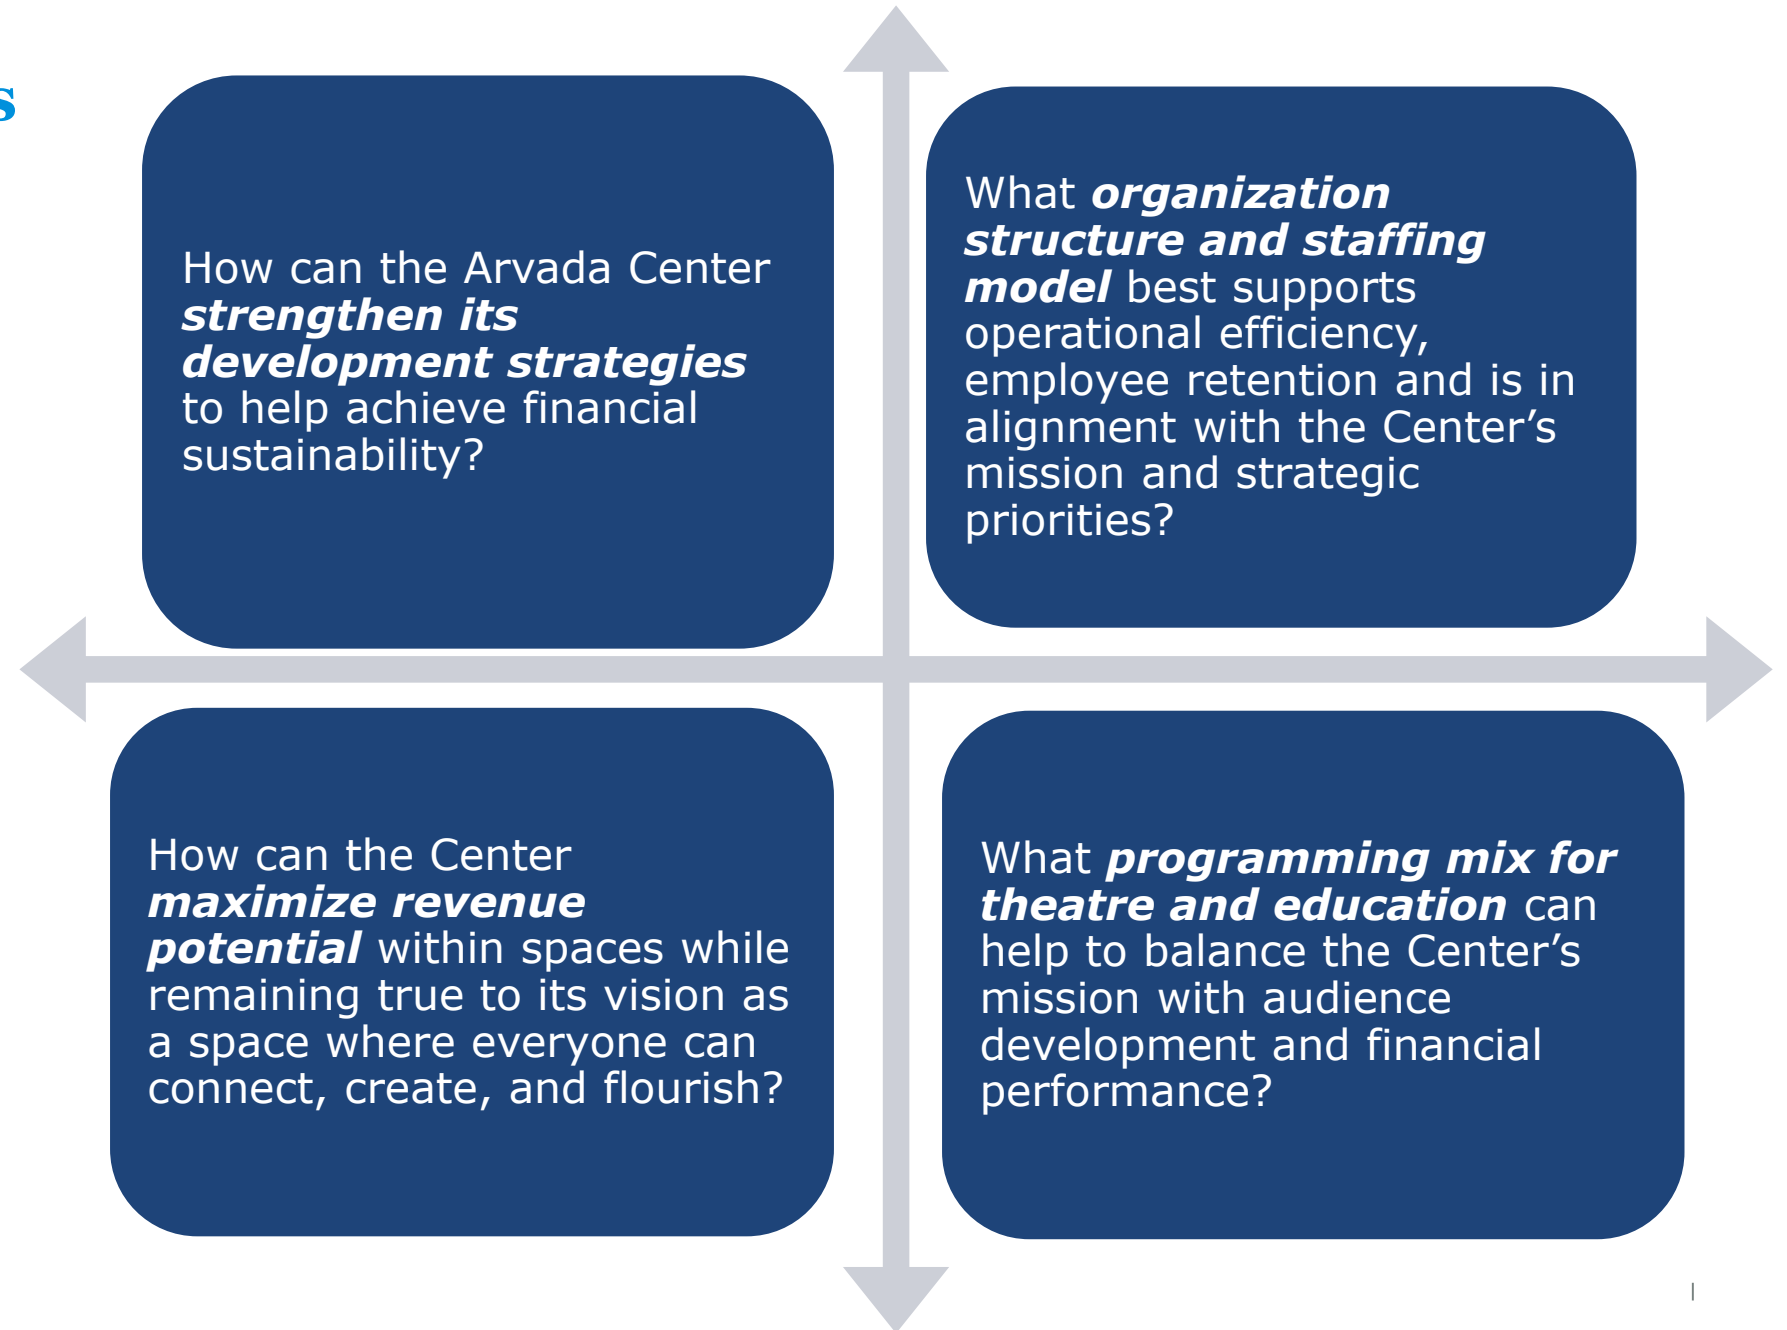 s
How can the Arvada Center
strengthen its
development strategies
to help achieve financial
sustainability?
What organization
structure and staffing
model best supports
operational efficiency,
employee retention and is in
alignment with the Center’s
mission and strategic
priorities?
How can the Center
maximize revenue
potential within spaces while
remaining true to its vision as
a space where everyone can
connect, create, and flourish?
What programming mix for
theatre and education can
help to balance the Center’s
mission with audience
development and financial
performance?
|